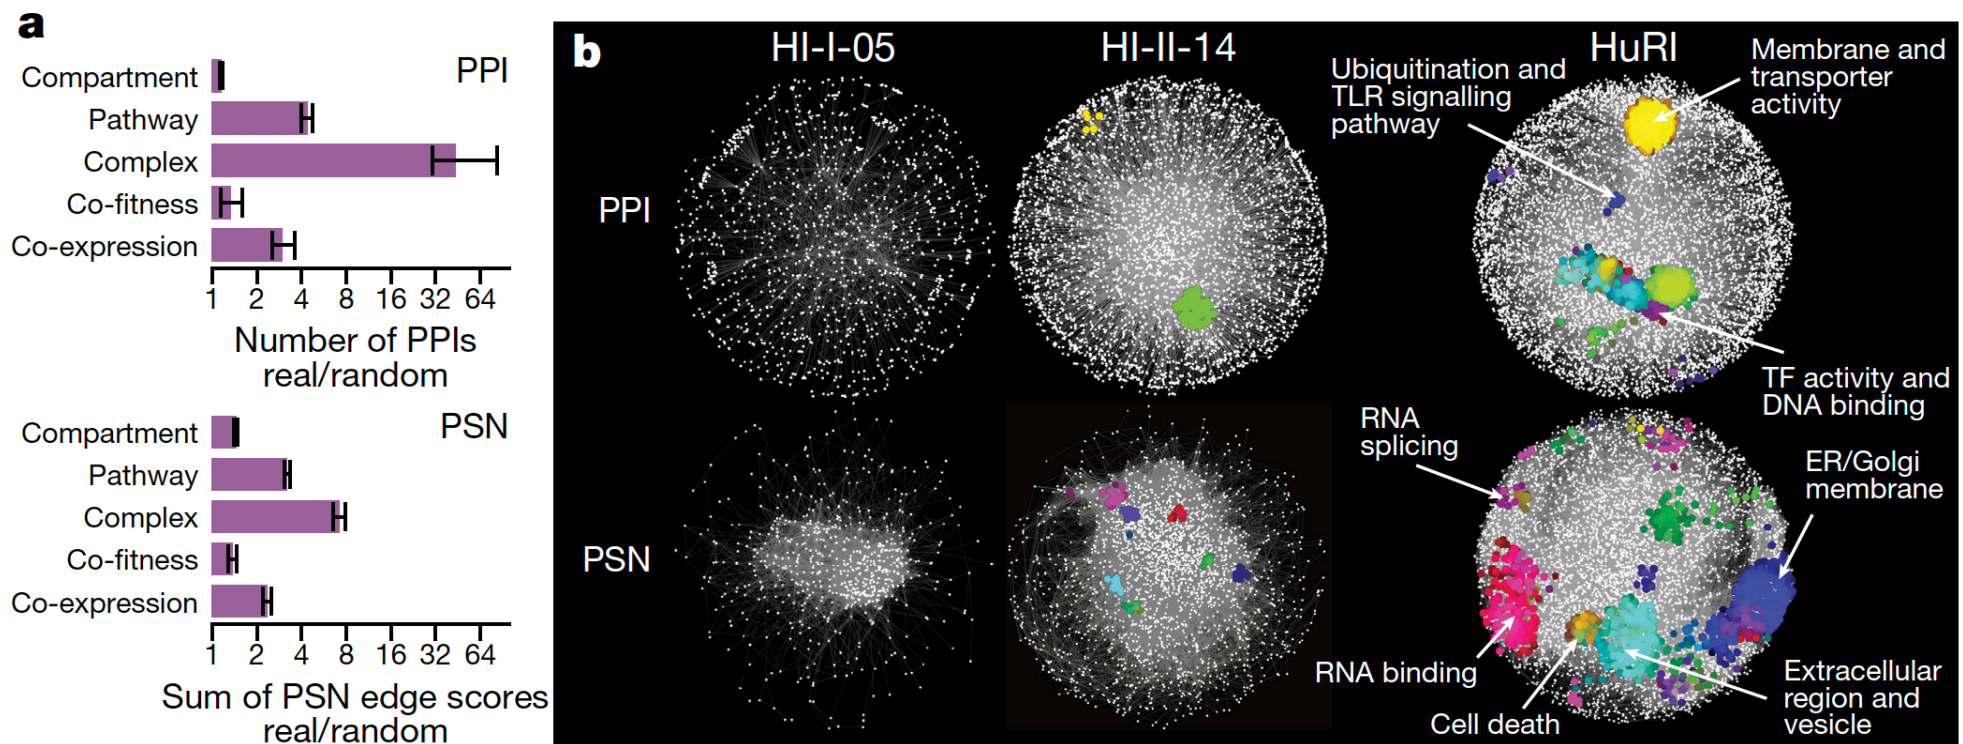 a
PPI
Compartment
Pathway
Complex
Co-fitness
Co-expression
1 2 4 8 16 32 64
Number of PPIs
real/random
PSN
Compartment
Pathway
Complex
Co-fitness
Co-expression
1 2 4 8 16 32 64
Sum of PSN edge scores
real/random
b
HI-I-05
HI-II-14
HuRI
PPI
Ubiquitination and
TLR signalling
pathway
Membrane and
transporter
activity
TF activity and
DNA binding
PSN
RNA
splicing
ER/Golgi
membrane
RNA binding
Cell death
Extracellular
region and
vesicle